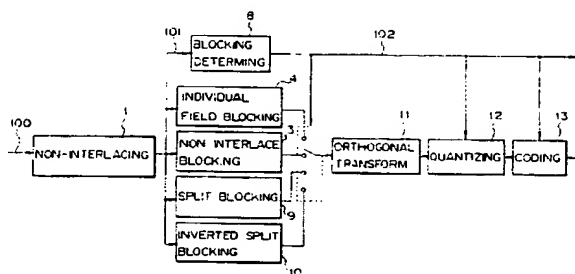 101
8
BLOCKING
DETERMINING
102
4
INDIVIDUAL
FIELD BLOCKING
100
1
NON-INTERLACING
3
NON INTERLACE
BLOCKING
11
ORTHOGONAL
TRANSFORM
12
QUANTIZING
13
CODING
SPLIT BLOCKING
9
INVERTED SPLIT
BLOCKING
10